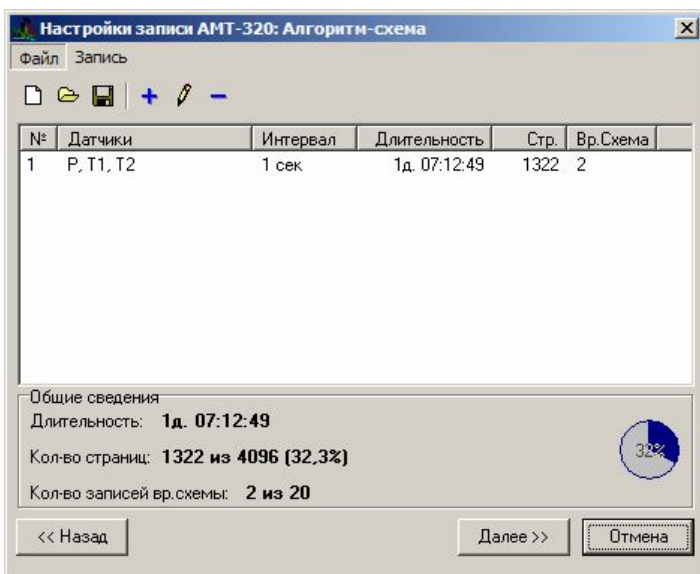 Настройки записи АМТ-320: Алгоритм-схема
Файл Запись
№ Датчики Интервал Длительность Стр. Вр.Схема
1 P, T1, T2 1 сек 1д. 07:12:49 1322 2
Общие сведения
Длительность: 1д. 07:12:49
Кол-во страниц: 1322 из 4096 (32,3%)
32%
Кол-во записей вр.схемы: 2 из 20
<< Назад Далее >> Отмена